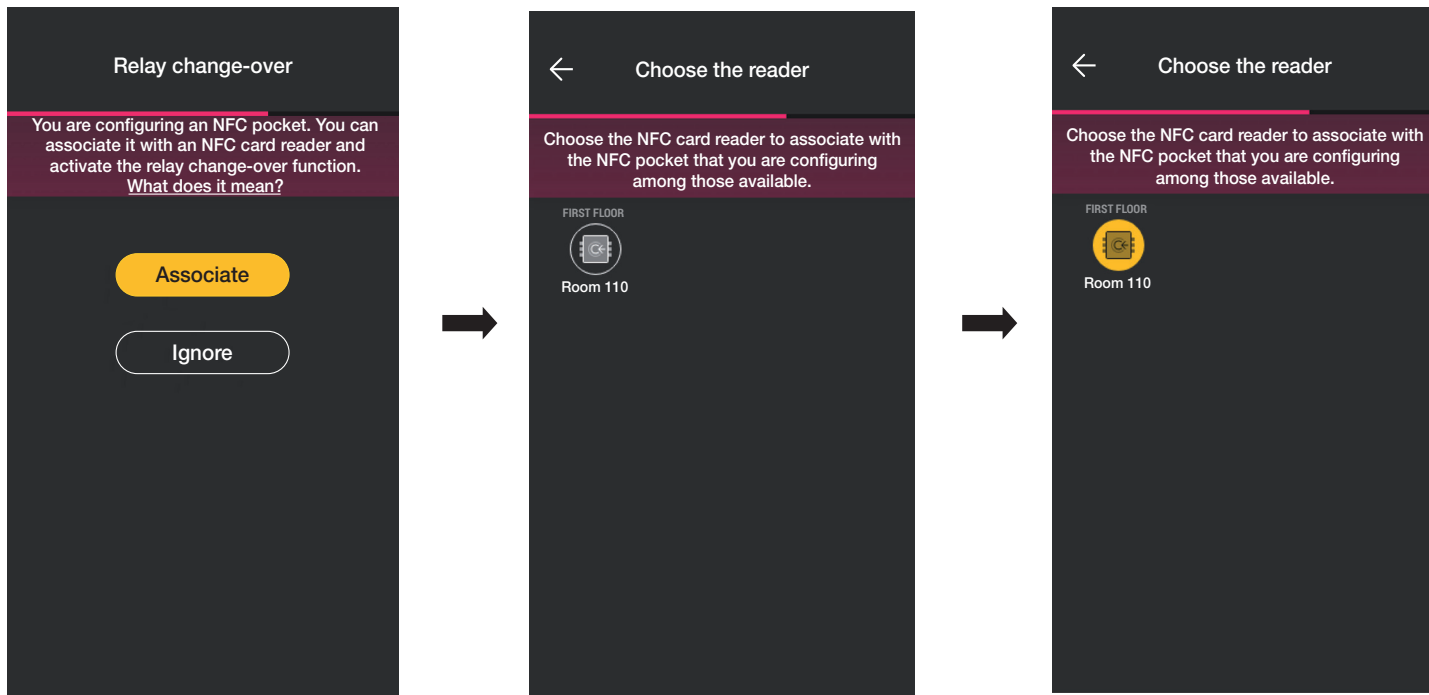 Relay change-over
You are configuring an NFC pocket. You can
associate it with an NFC card reader and
activate the relay change-over function.
What does it mean?
Associate
Ignore
Choose the reader
Choose the NFC card reader to associate with
the NFC pocket that you are configuring
among those available.
FIRST FLOOR
Room 110
Choose the reader
Choose the NFC card reader to associate with
the NFC pocket that you are configuring
among those available.
FIRST FLOOR
Room 110